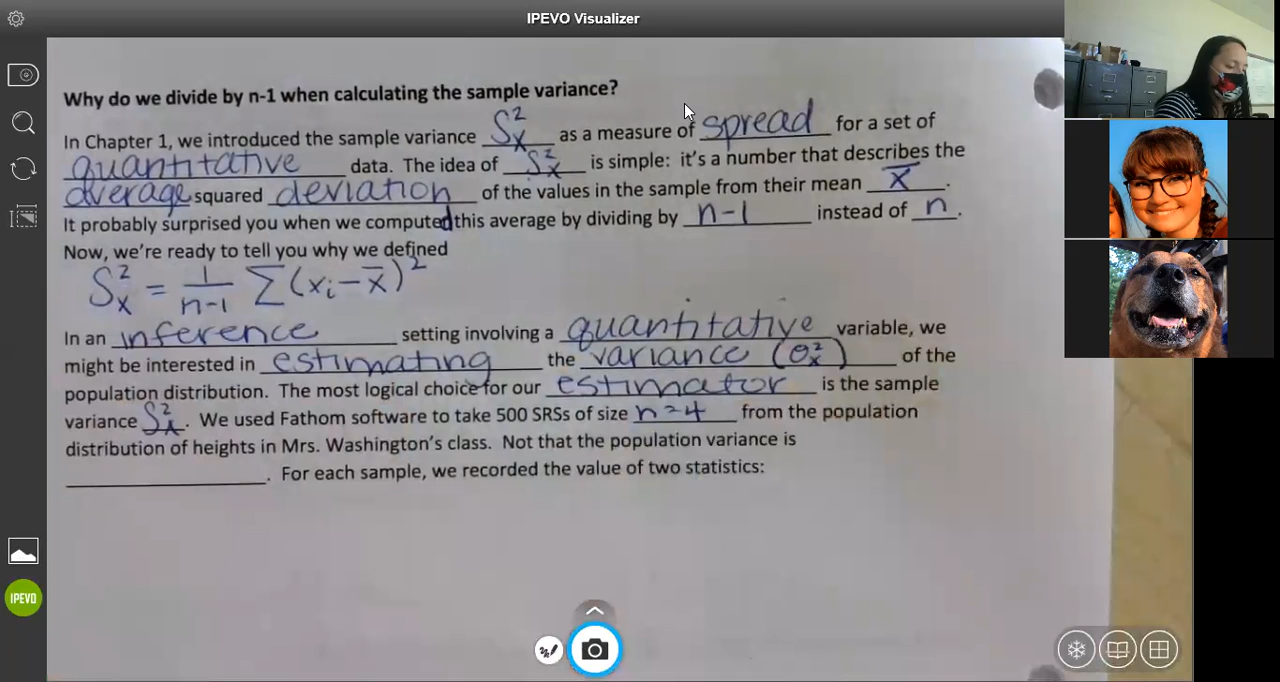 IPEVO Visualizer
Why do we divide by n-1 when calculating the sample variance?
In Chapter 1, we introduced the sample variance Sx² as a measure of spread for a set of
quantitative data. The idea of Sx² is simple: it's a number that describes the
average squared deviation of the values in the sample from their mean x̄.
It probably surprised you when we computed this average by dividing by n-1 instead of n.
Now, we're ready to tell you why we defined
Sx² = 1/(n-1) Σ(xi-x̄)²
In an inference setting involving a quantitative variable, we
might be interested in estimating the variance (σx²) of the
population distribution. The most logical choice for our estimator is the sample
variance Sx². We used Fathom software to take 500 SRSs of size n=4 from the population
distribution of heights in Mrs. Washington's class. Not that the population variance is
____________. For each sample, we recorded the value of two statistics:
IPEVO